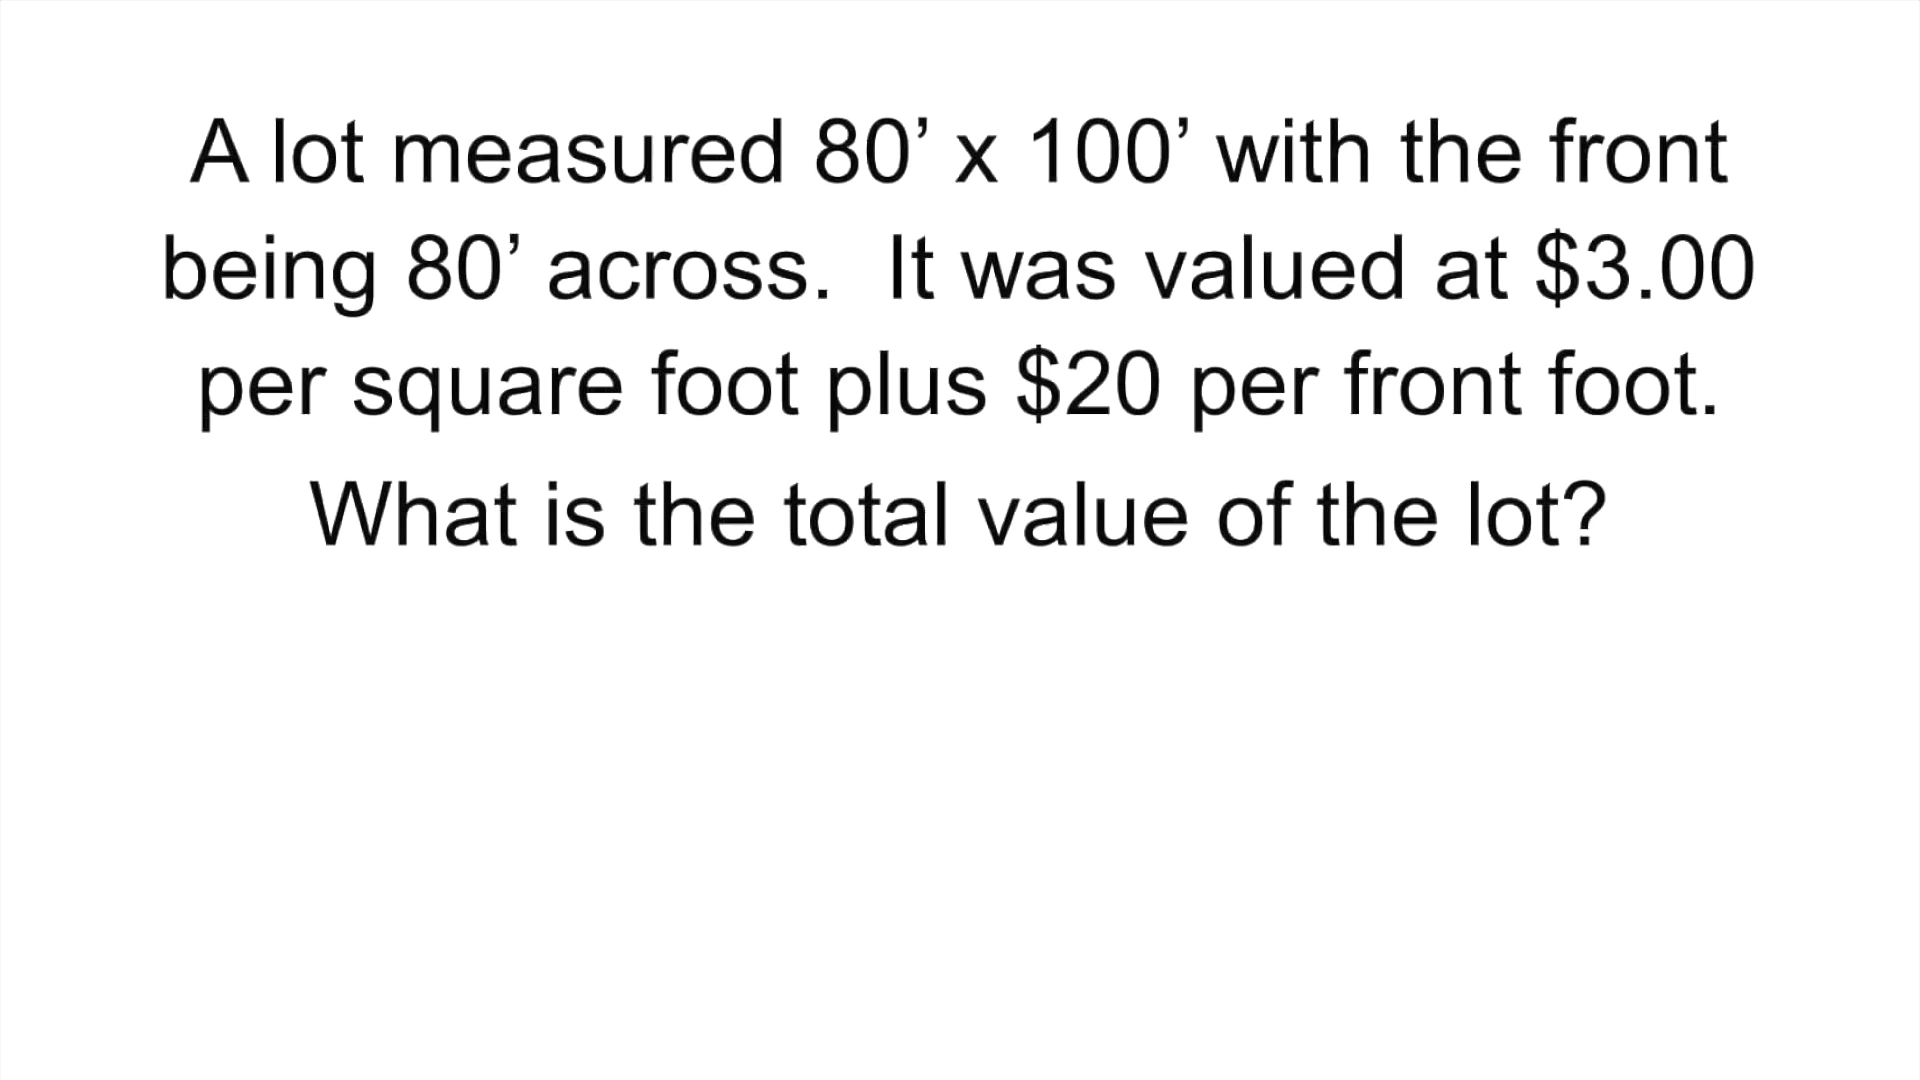 A lot measured 80’ x 100’ with the front
being 80’ across.  It was valued at $3.00
per square foot plus $20 per front foot.
What is the total value of the lot?